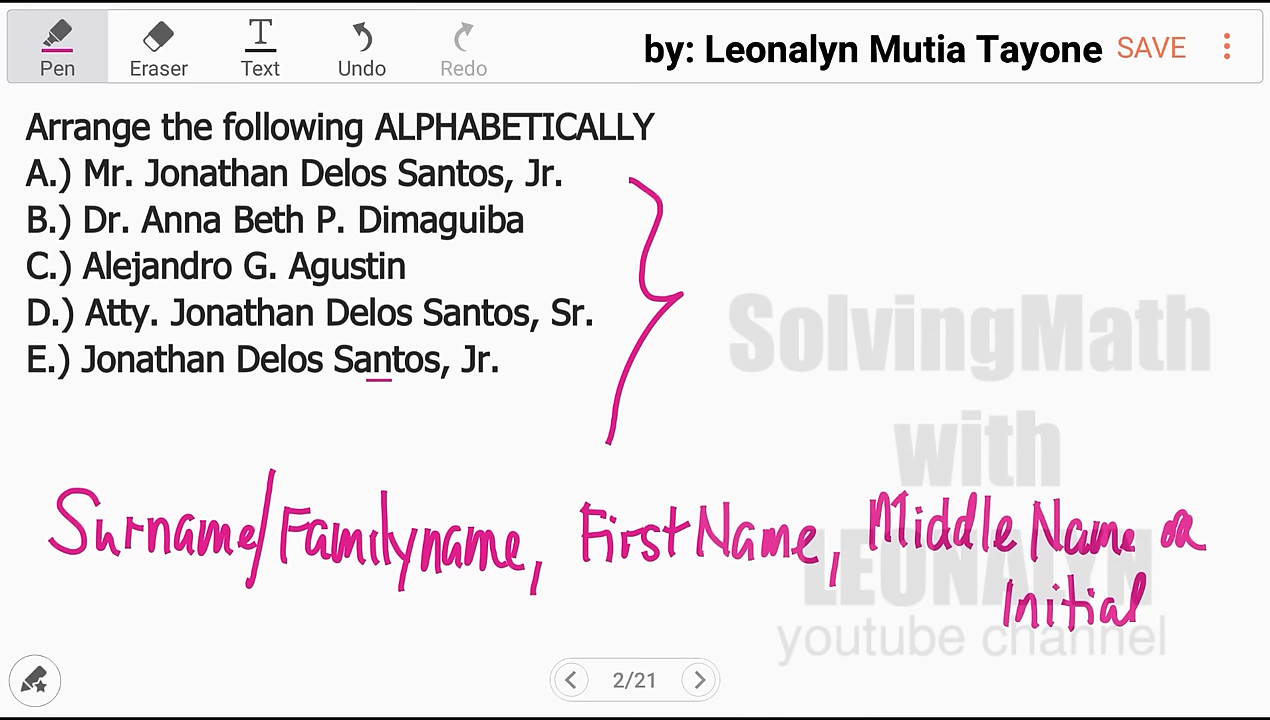 by: Leonalyn Mutia Tayone SAVE
Pen Eraser Text Undo Redo
Arrange the following ALPHABETICALLY
A.) Mr. Jonathan Delos Santos, Jr.
B.) Dr. Anna Beth P. Dimaguiba
C.) Alejandro G. Agustin
D.) Atty. Jonathan Delos Santos, Sr.
E.) Jonathan Delos Santos, Jr.
SolvingMath
with
LEONALYN
youtube channel
Surname/Familyname, First Name, Middle Name or
Initial
2/21